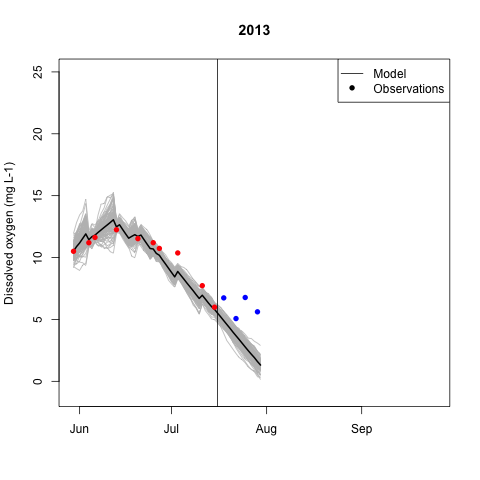 2013
Model
Observations
Dissolved oxygen (mg L-1)
25
20
15
10
5
0
Jun
Jul
Aug
Sep